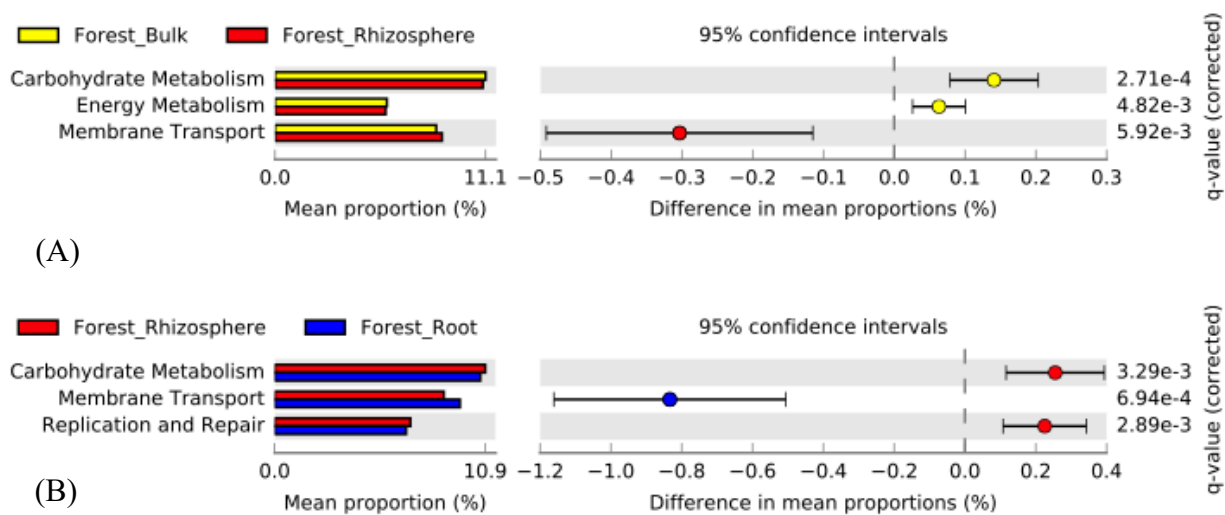 Forest_Bulk Forest_Rhizosphere 95% confidence intervals
Carbohydrate Metabolism 2.71e-4
Energy Metabolism 4.82e-3
Membrane Transport 5.92e-3
q-value (corrected)
0.0 11.1 −0.5 −0.4 −0.3 −0.2 −0.1 0.0 0.1 0.2 0.3
Mean proportion (%) Difference in mean proportions (%)
(A)
Forest_Rhizosphere Forest_Root 95% confidence intervals
Carbohydrate Metabolism 3.29e-3
Membrane Transport 6.94e-4
Replication and Repair 2.89e-3
q-value (corrected)
0.0 10.9 −1.2 −1.0 −0.8 −0.6 −0.4 −0.2 0.0 0.2 0.4
Mean proportion (%) Difference in mean proportions (%)
(B)